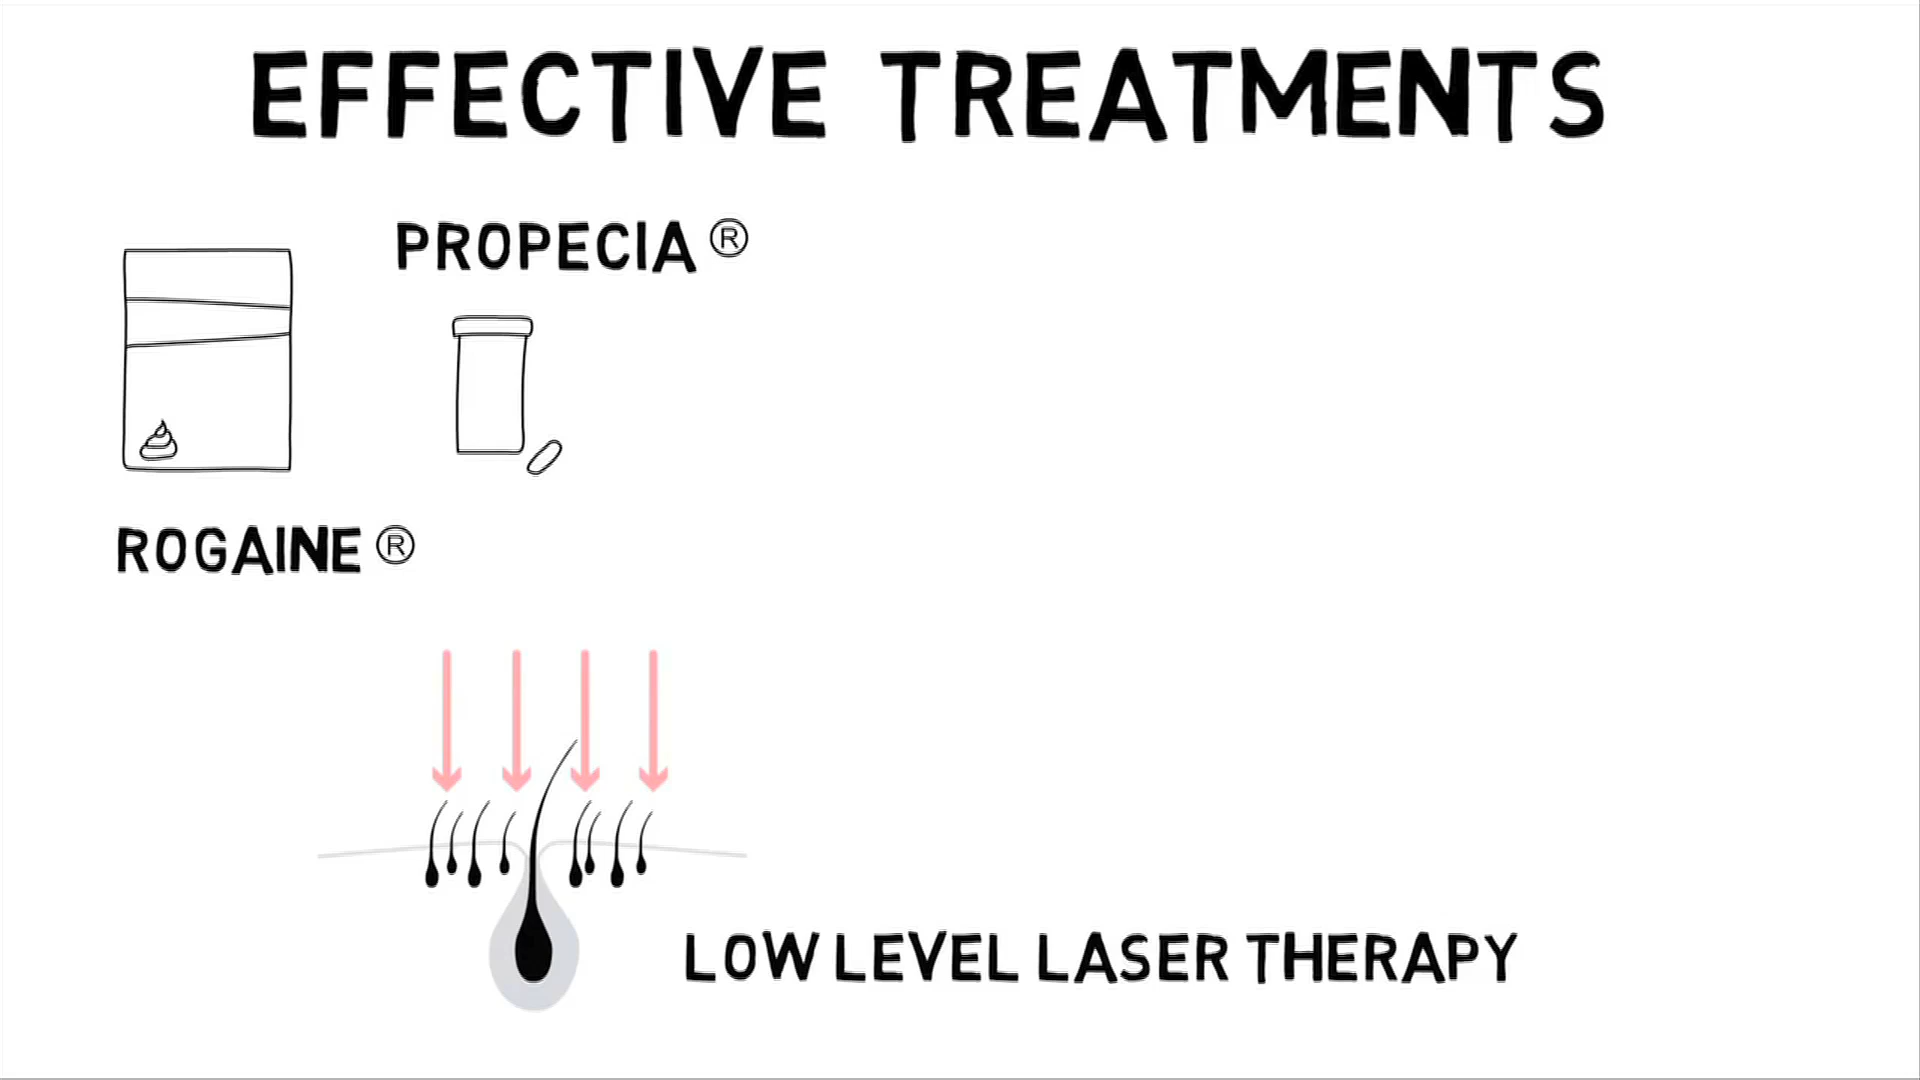 EFFECTIVE TREATMENTS
PROPECIA ®
ROGAINE ®
LOW LEVEL LASER THERAPY